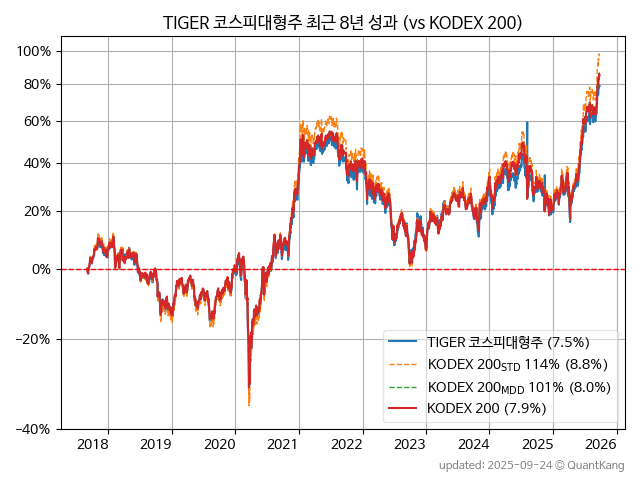 TIGER 코스피대형주 최근 8년 성과 (vs KODEX 200)
100%
80%
60%
40%
20%
0%
−20%
−40%
TIGER 코스피대형주 (7.5%)
KODEX 200STD 114% (8.8%)
KODEX 200MDD 101% (8.0%)
KODEX 200 (7.9%)
2018 2019 2020 2021 2022 2023 2024 2025 2026
updated: 2025-09-24 © QuantKang